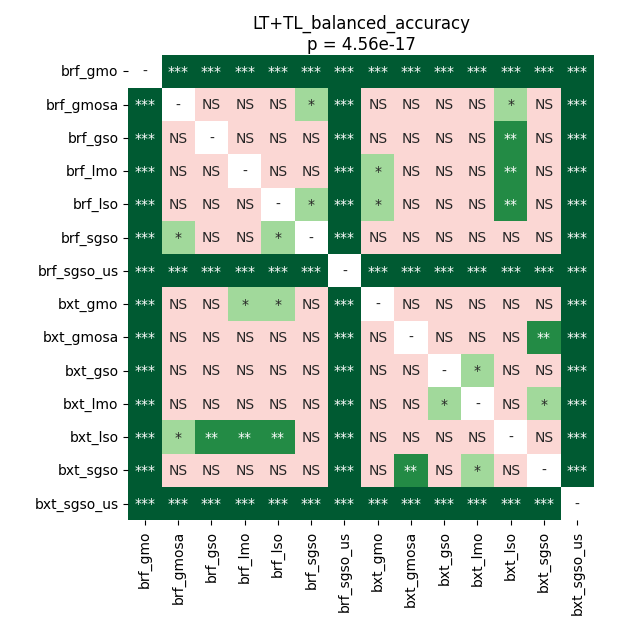 LT+TL_balanced_accuracy
p = 4.56e-17
brf_gmo - *** *** *** *** *** *** *** *** *** *** *** *** ***
brf_gmosa *** - NS NS NS * *** NS NS NS NS * NS ***
brf_gso *** NS - NS NS NS *** NS NS NS NS ** NS ***
brf_lmo *** NS NS - NS NS *** * NS NS NS ** NS ***
brf_lso *** NS NS NS - * *** * NS NS NS ** NS ***
brf_sgso *** * NS NS * - *** NS NS NS NS NS NS ***
brf_sgso_us *** *** *** *** *** *** - *** *** *** *** *** *** ***
bxt_gmo *** NS NS * * NS *** - NS NS NS NS NS ***
bxt_gmosa *** NS NS NS NS NS *** NS - NS NS NS ** ***
bxt_gso *** NS NS NS NS NS *** NS NS - * NS NS ***
bxt_lmo *** NS NS NS NS NS *** NS NS * - NS * ***
bxt_lso *** * ** ** ** NS *** NS NS NS NS - NS ***
bxt_sgso *** NS NS NS NS NS *** NS ** NS * NS - ***
bxt_sgso_us *** *** *** *** *** *** *** *** *** *** *** *** *** -
brf_gmo brf_gmosa brf_gso brf_lmo brf_lso brf_sgso brf_sgso_us bxt_gmo bxt_gmosa bxt_gso bxt_lmo bxt_lso bxt_sgso bxt_sgso_us